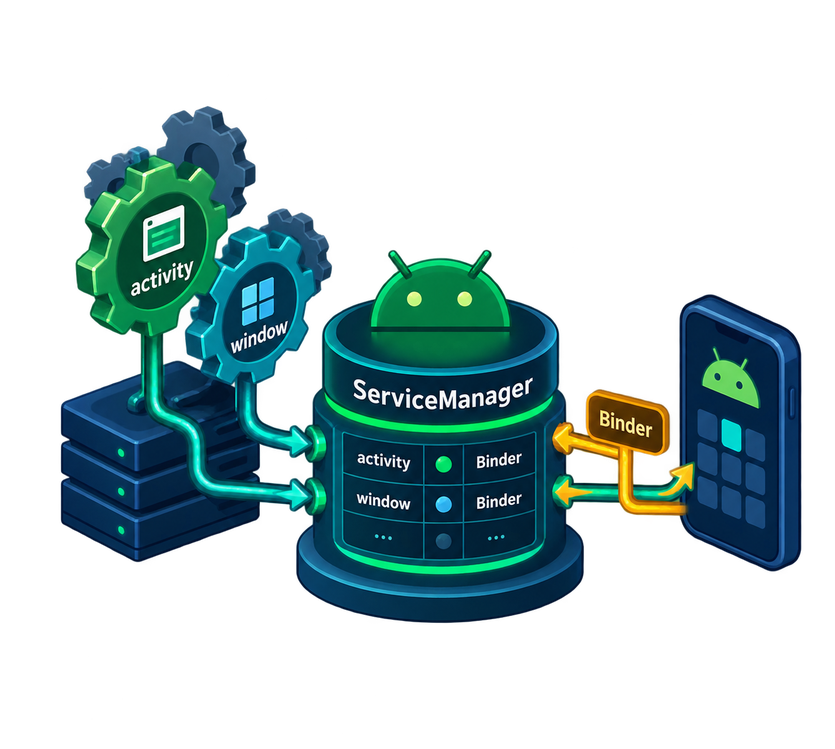 activity
window
ServiceManager
activity Binder
window Binder
... ...
Binder